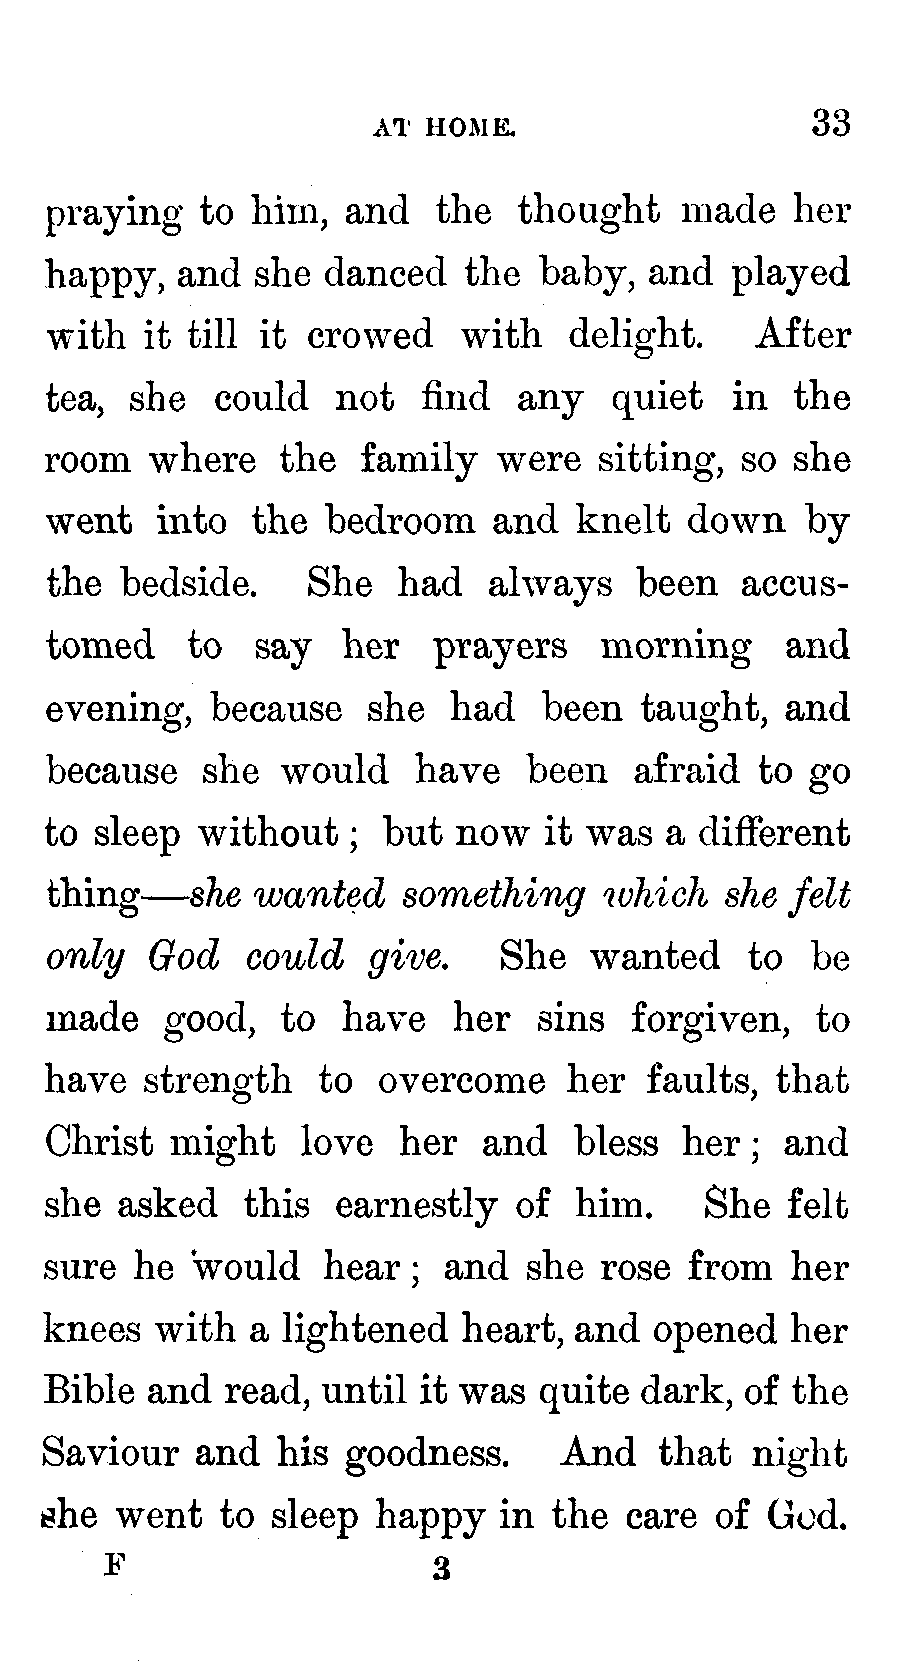 AT HOME. 33
praying to him, and the thought made her
happy, and she danced the baby, and played
with it till it crowed with delight. After
tea, she could not find any quiet in the
room where the family were sitting, so she
went into the bedroom and knelt down by
the bedside. She had always been accus-
tomed to say her prayers morning and
evening, because she had been taught, and
because she would have been afraid to go
to sleep without ; but now it was a different
thing—she wanted something which she felt
only God could give. She wanted to be
made good, to have her sins forgiven, to
have strength to overcome her faults, that
Christ might love her and bless her ; and
she asked this earnestly of him. She felt
sure he would hear ; and she rose from her
knees with a lightened heart, and opened her
Bible and read, until it was quite dark, of the
Saviour and his goodness. And that night
she went to sleep happy in the care of God.
F 3